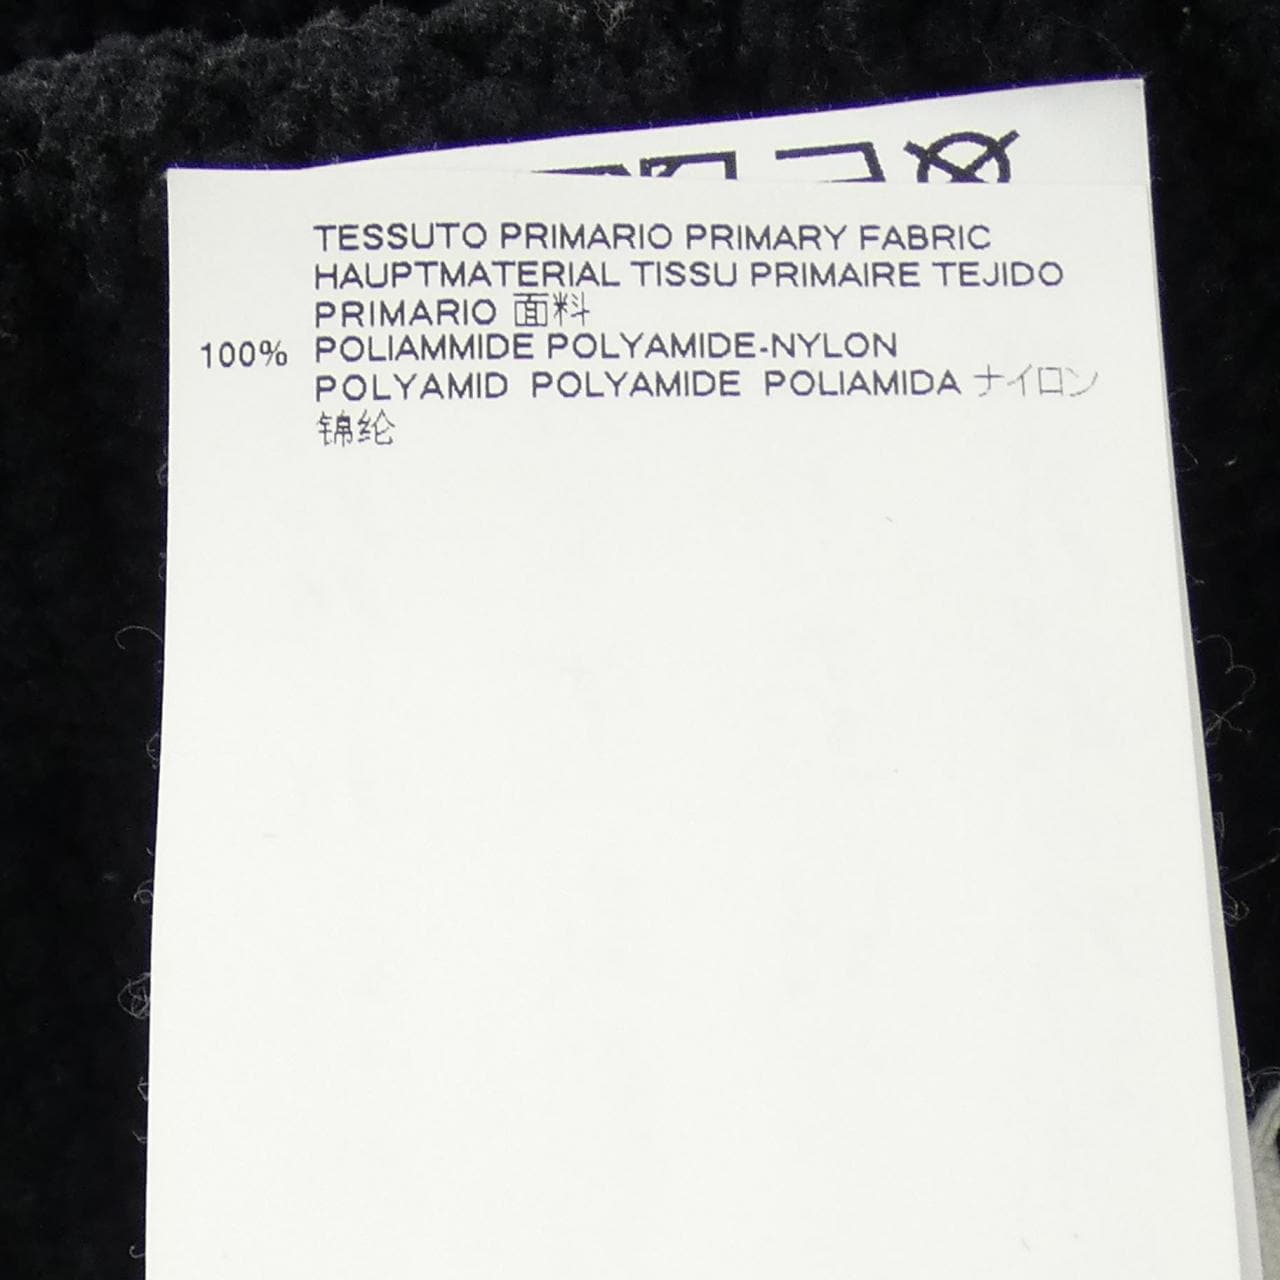 TESSUTO PRIMARIO PRIMARY FABRIC
HAUPTMATERIAL TISSU PRIMAIRE TEJIDO
PRIMARIO 面料
100% POLIAMMIDE POLYAMIDE-NYLON
POLYAMID POLYAMIDE POLIAMIDA ナイロン
锦纶